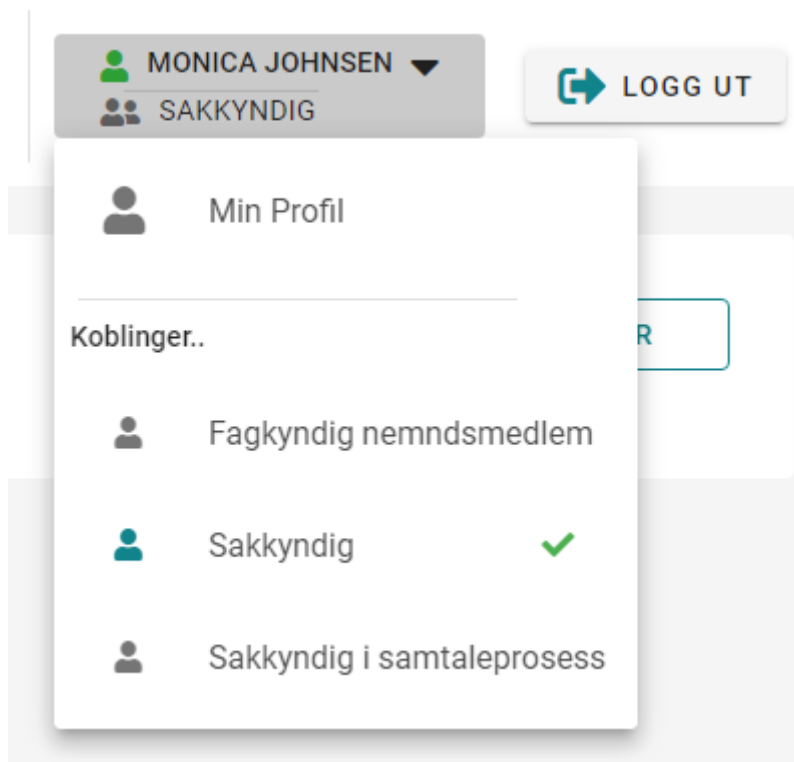 MONICA JOHNSEN
SAKKYNDIG
LOGG UT
Min Profil
Koblinger..
R
Fagkyndig nemndsmedlem
Sakkyndig
Sakkyndig i samtaleprosess